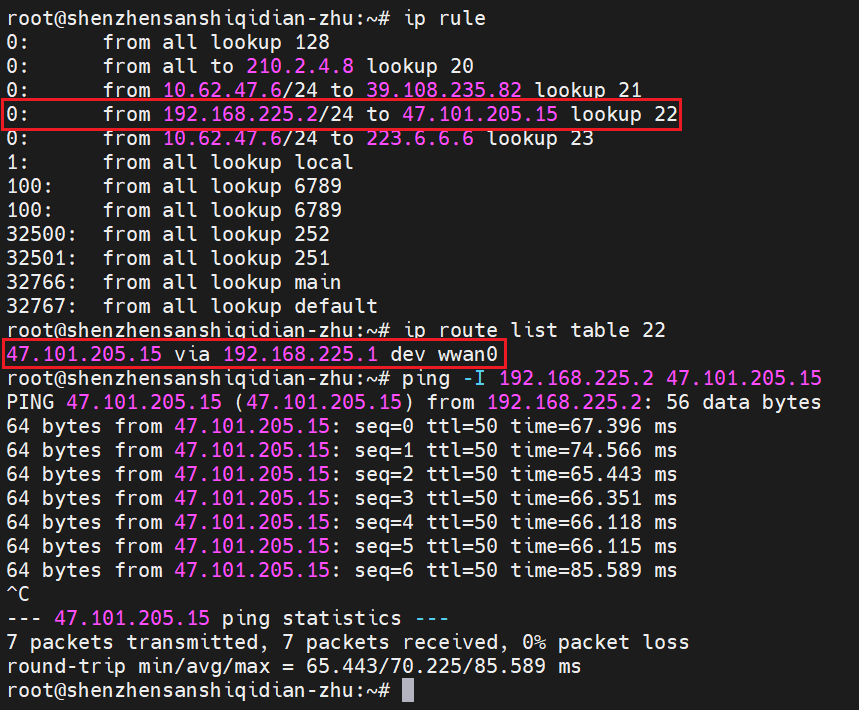 root@shenzhensanshiqidian-zhu:~# ip rule
0:      from all lookup 128
0:      from all to 210.2.4.8 lookup 20
0:      from 10.62.47.6/24 to 39.108.235.82 lookup 21
0:      from 192.168.225.2/24 to 47.101.205.15 lookup 22
0:      from 10.62.47.6/24 to 223.6.6.6 lookup 23
1:      from all lookup local
100:    from all lookup 6789
100:    from all lookup 6789
32500:  from all lookup 252
32501:  from all lookup 251
32766:  from all lookup main
32767:  from all lookup default
root@shenzhensanshiqidian-zhu:~# ip route list table 22
47.101.205.15 via 192.168.225.1 dev wwan0
root@shenzhensanshiqidian-zhu:~# ping -I 192.168.225.2 47.101.205.15
PING 47.101.205.15 (47.101.205.15) from 192.168.225.2: 56 data bytes
64 bytes from 47.101.205.15: seq=0 ttl=50 time=67.396 ms
64 bytes from 47.101.205.15: seq=1 ttl=50 time=74.566 ms
64 bytes from 47.101.205.15: seq=2 ttl=50 time=65.443 ms
64 bytes from 47.101.205.15: seq=3 ttl=50 time=66.351 ms
64 bytes from 47.101.205.15: seq=4 ttl=50 time=66.118 ms
64 bytes from 47.101.205.15: seq=5 ttl=50 time=66.115 ms
64 bytes from 47.101.205.15: seq=6 ttl=50 time=85.589 ms
^C
--- 47.101.205.15 ping statistics ---
7 packets transmitted, 7 packets received, 0% packet loss
round-trip min/avg/max = 65.443/70.225/85.589 ms
root@shenzhensanshiqidian-zhu:~#